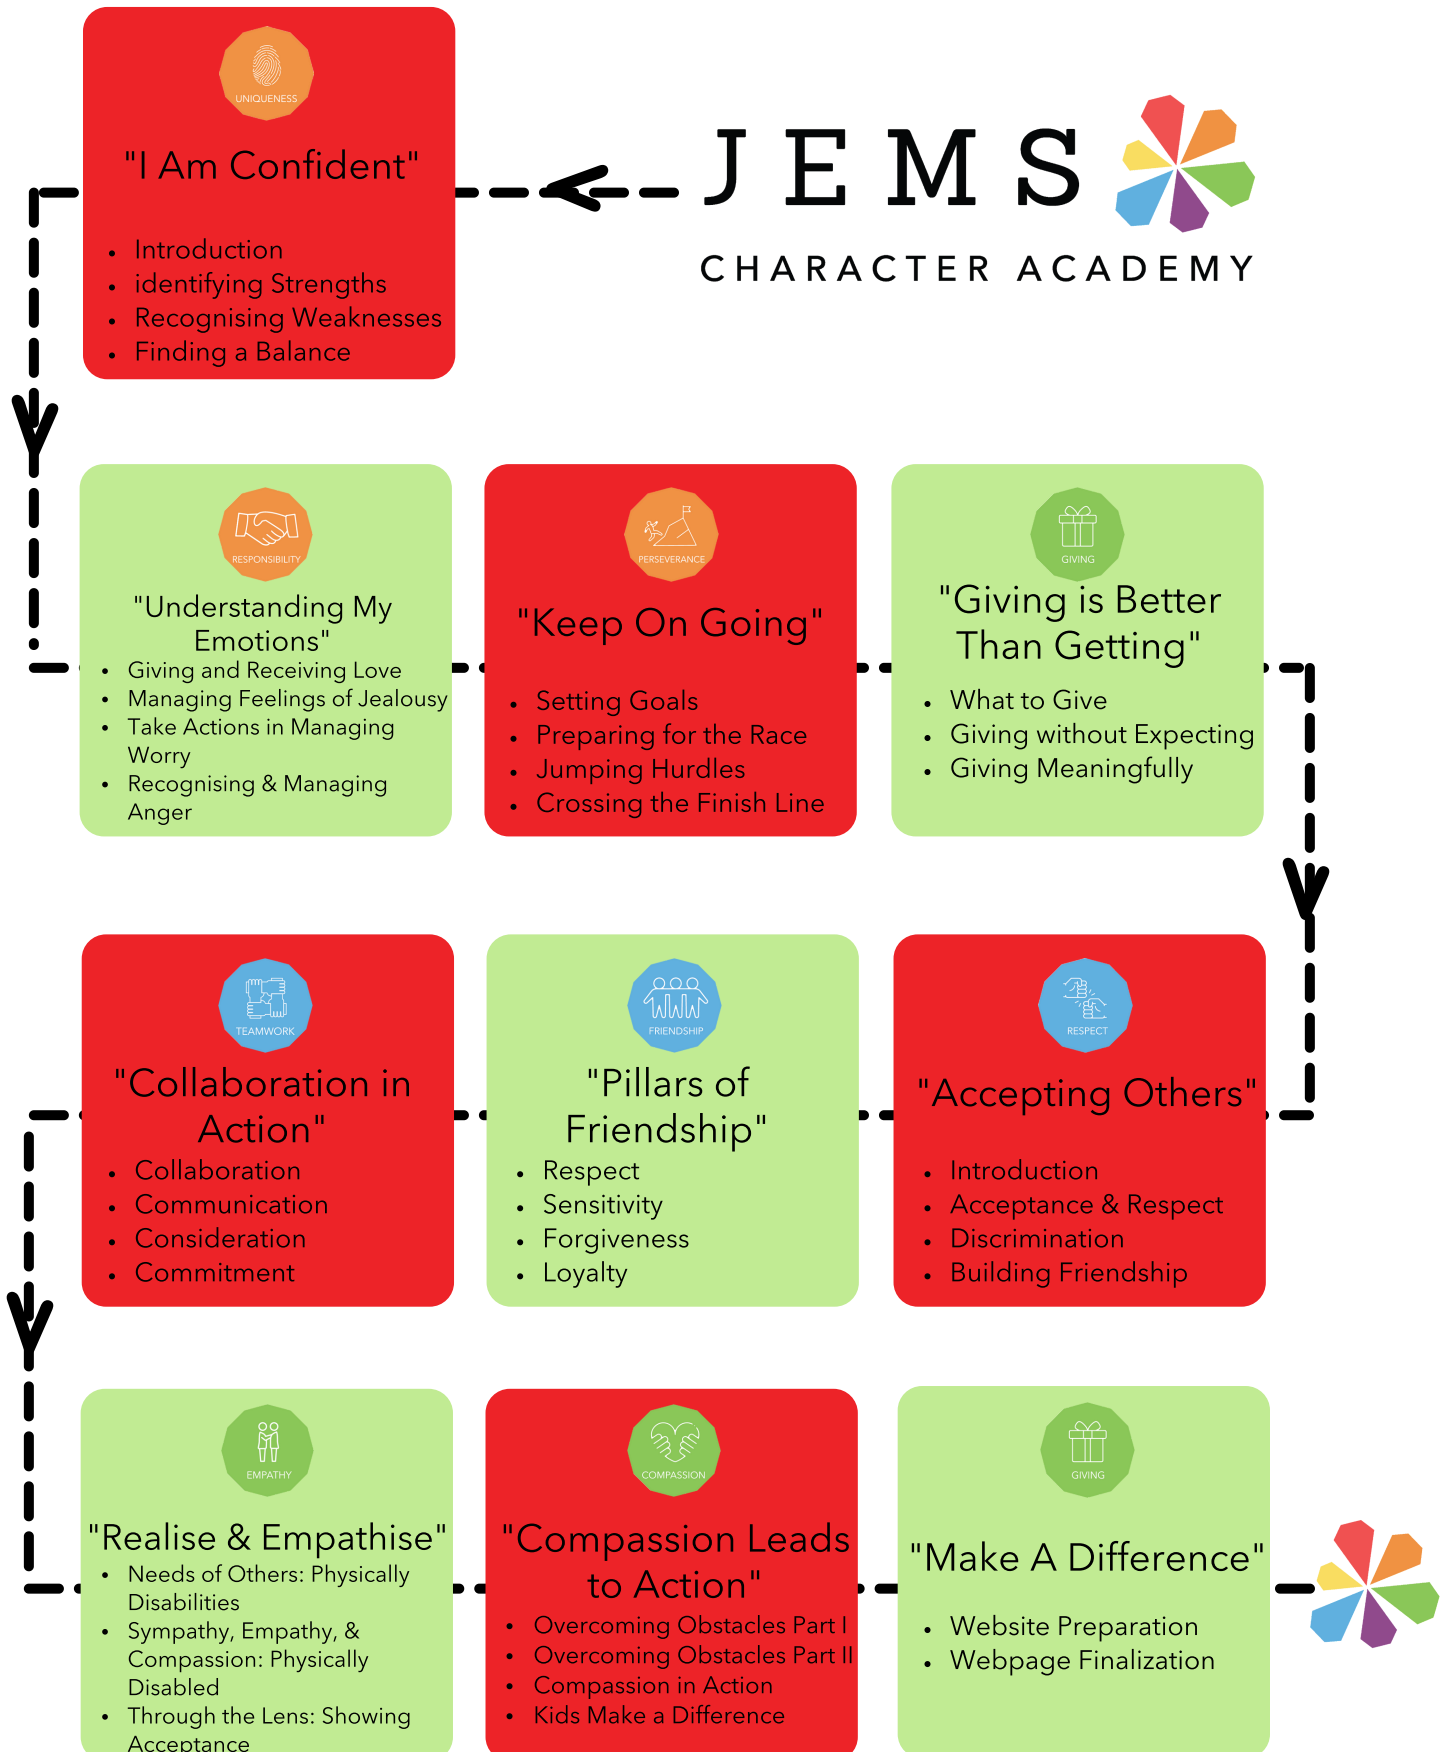 UNIQUENESS
"I Am Confident"
• Introduction
• identifying Strengths
• Recognising Weaknesses
• Finding a Balance
JEMS
CHARACTER ACADEMY
RESPONSIBILITY
"Understanding My
Emotions"
• Giving and Receiving Love
• Managing Feelings of Jealousy
• Take Actions in Managing
Worry
• Recognising & Managing
Anger
PERSEVERANCE
"Keep On Going"
• Setting Goals
• Preparing for the Race
• Jumping Hurdles
• Crossing the Finish Line
GIVING
"Giving is Better
Than Getting"
• What to Give
• Giving without Expecting
• Giving Meaningfully
RESPECT
"Accepting Others"
• Introduction
• Acceptance & Respect
• Discrimination
• Building Friendship
FRIENDSHIP
"Pillars of
Friendship"
• Respect
• Sensitivity
• Forgiveness
• Loyalty
TEAMWORK
"Collaboration in
Action"
• Collaboration
• Communication
• Consideration
• Commitment
EMPATHY
"Realise & Empathise"
• Needs of Others: Physically
Disabilities
• Sympathy, Empathy, &
Compassion: Physically
Disabled
• Through the Lens: Showing
Acceptance
COMPASSION
"Compassion Leads
to Action"
• Overcoming Obstacles Part I
• Overcoming Obstacles Part II
• Compassion in Action
• Kids Make a Difference
GIVING
"Make A Difference"
• Website Preparation
• Webpage Finalization